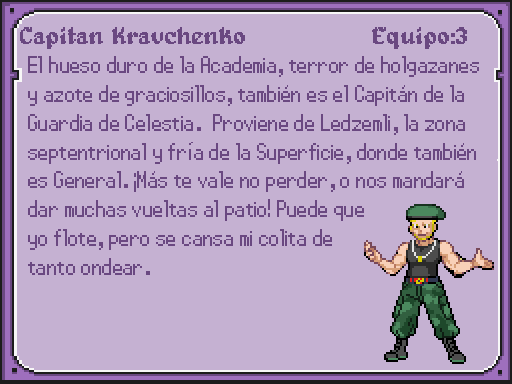 Capitan Kravchenko Equipo:3
El hueso duro de la Academia, terror de holgazanes
y azote de graciosillos, también es el Capitán de la
Guardia de Celestia. Proviene de Ledzemli, la zona
septentrional y fría de la Superficie, donde también
es General. ¡Más te vale no perder, o nos mandará
dar muchas vueltas al patio! Puede que
yo flote, pero se cansa mi colita de
tanto ondear.